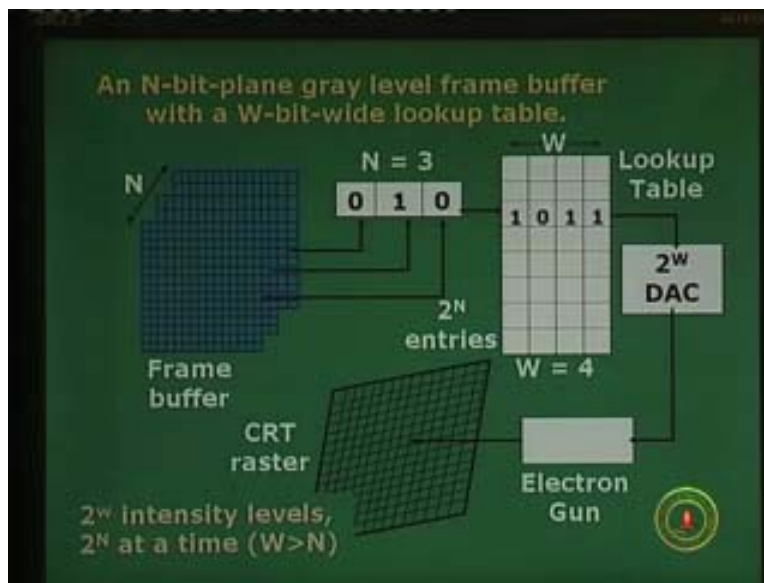 An N-bit-plane gray level frame buffer
with a W-bit-wide lookup table.
N
N = 3
0 1 0
W
1 0 1 1
Lookup
Table
2ᵂ
DAC
2ᴺ
entries
W = 4
Frame
buffer
CRT
raster
Electron
Gun
2ᵂ intensity levels,
2ᴺ at a time (W>N)